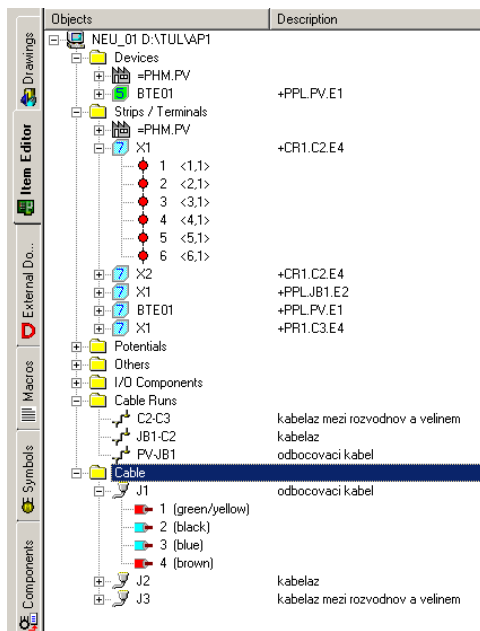 Objects Description
NEU_01 D:\TUL\AP1
Devices
=PHM.PV
BTE01 +PPL.PV.E1
Strips / Terminals
=PHM.PV
X1 +CR1.C2.E4
1 <1,1>
2 <2,1>
3 <3,1>
4 <4,1>
5 <5,1>
6 <6,1>
X2 +CR1.C2.E4
X1 +PPL.JB1.E2
BTE01 +PPL.PV.E1
X1 +PR1.C3.E4
Potentials
Others
I/O Components
Cable Runs
C2-C3 kabelaz mezi rozvodnov a velinem
JB1-C2 kabelaz
PV-JB1 odbocovaci kabel
Cable
J1 odbocovaci kabel
1 (green/yellow)
2 (black)
3 (blue)
4 (brown)
J2 kabelaz
J3 kabelaz mezi rozvodnov a velinem
Drawings
Item Editor
External Do...
Macros
Symbols
Components